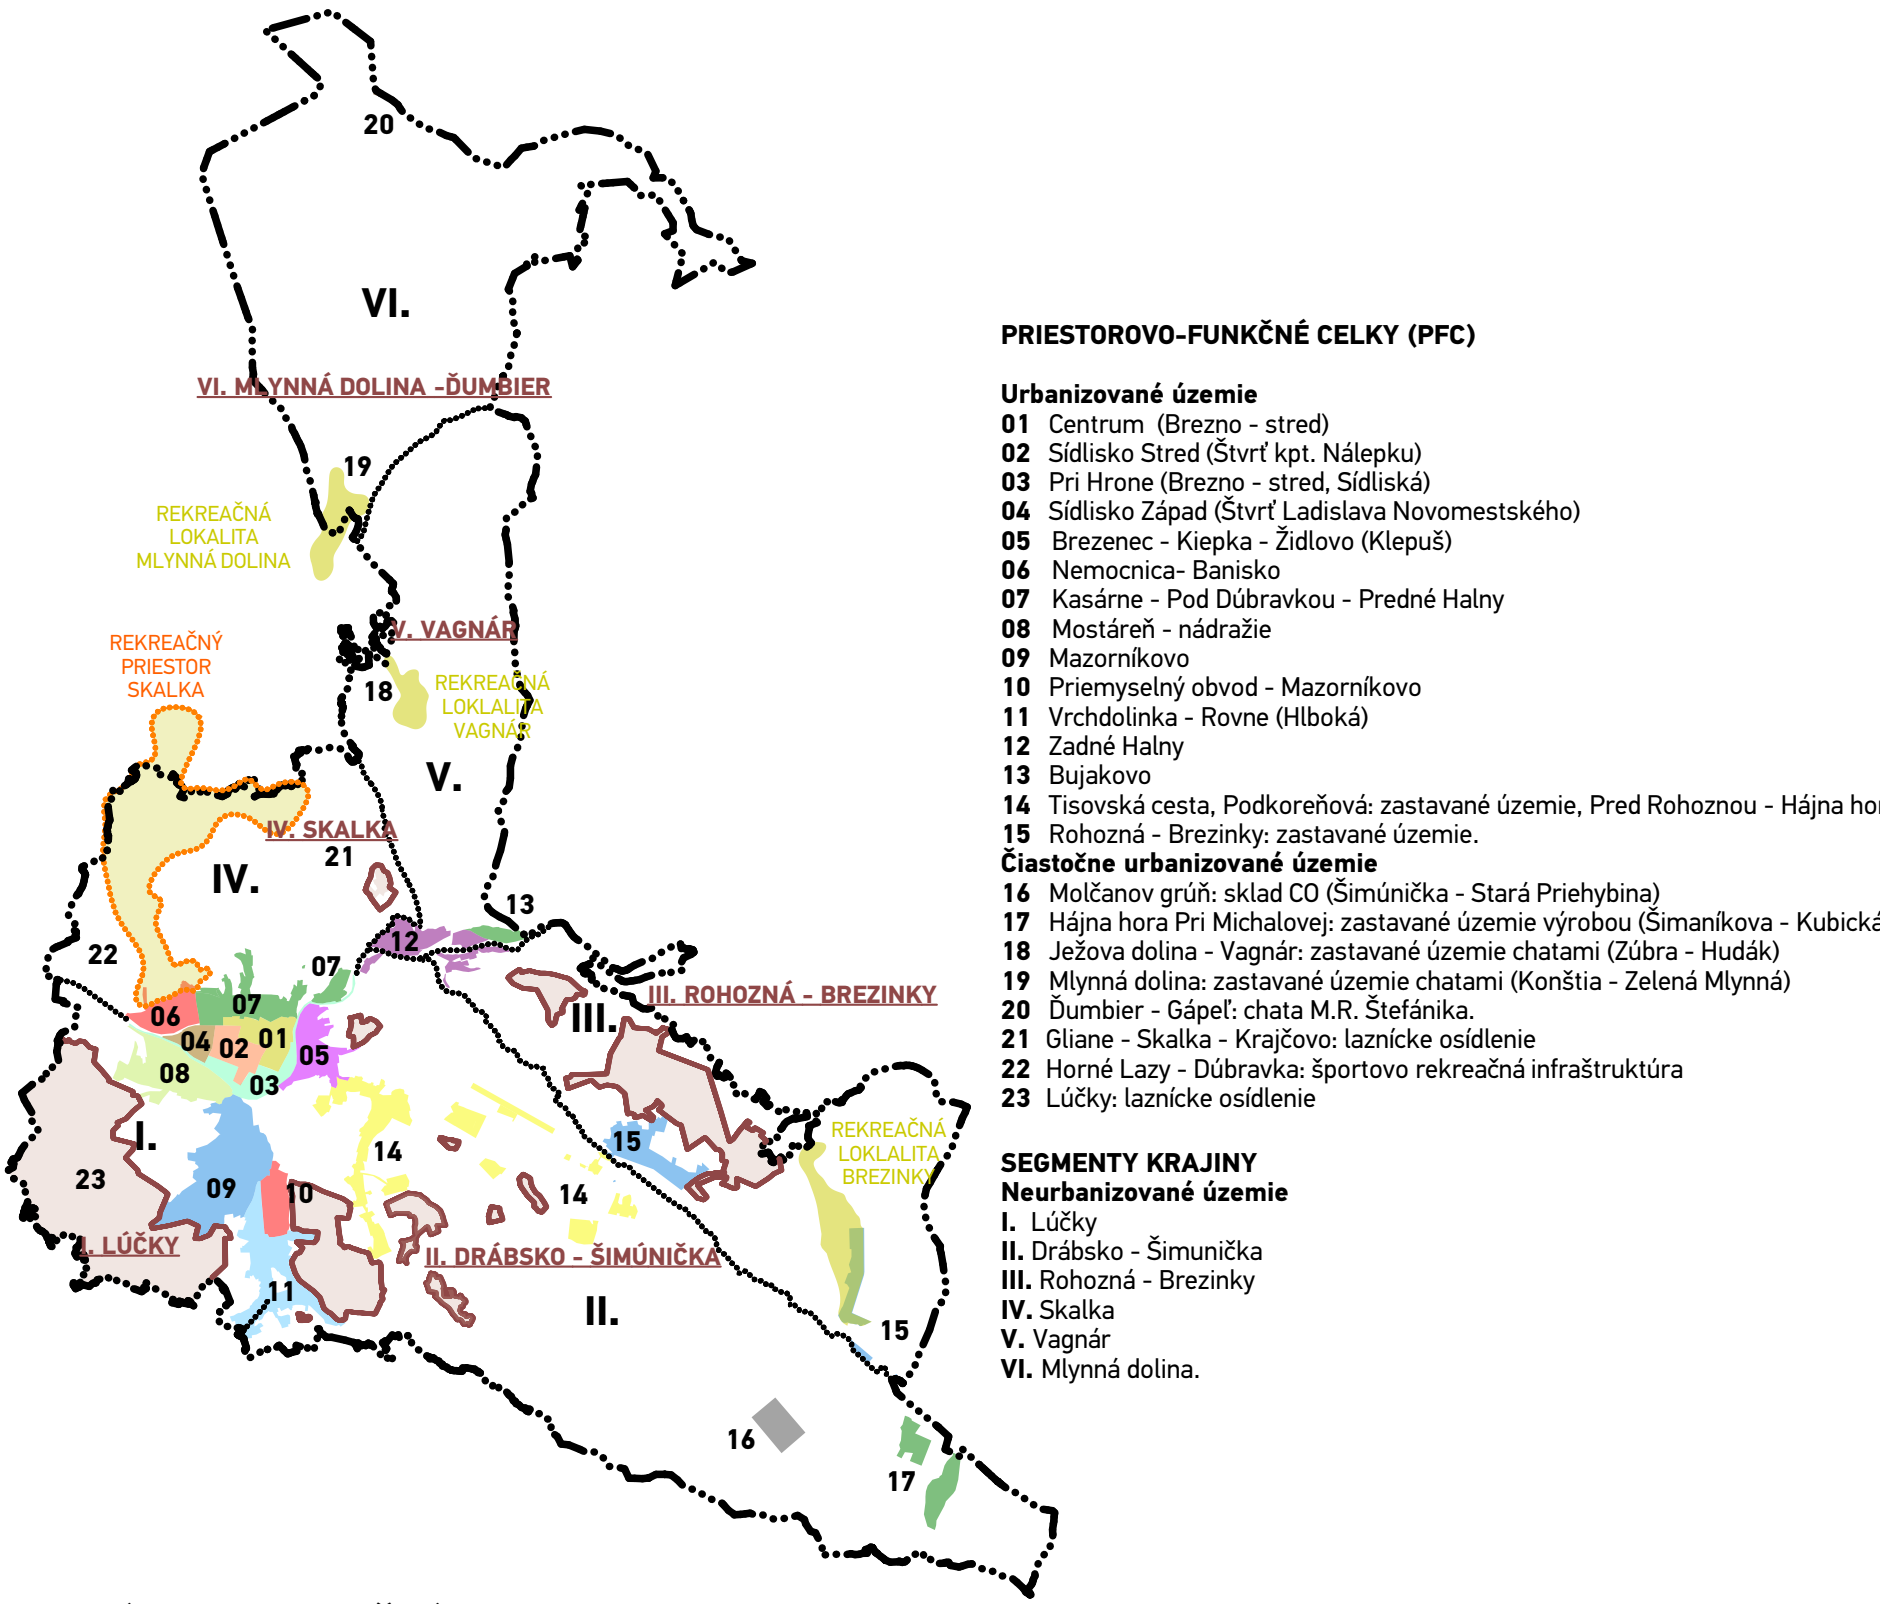 20
VI.
VI. MLYNNÁ DOLINA -ĎUMBIER
19
REKREAČNÁ
LOKALITA
MLYNNÁ DOLINA
V. VAGNÁR
REKREAČNÝ
PRIESTOR
SKALKA
18
REKREAČNÁ
LOKLALITA
VAGNÁR
V.
IV. SKALKA
21
IV.
13
12
22
07
07
III. ROHOZNÁ - BREZINKY
III.
06
04
02
01
05
08
03
I.
14
15
REKREAČNÁ
LOKLALITA
BREZINKY
23
09
10
14
I. LÚČKY
II. DRÁBSKO - ŠIMÚNIČKA
11
II.
15
16
17
PRIESTOROVO-FUNKČNÉ CELKY (PFC)
Urbanizované územie
01 Centrum (Brezno - stred)
02 Sídlisko Stred (Štvrť kpt. Nálepku)
03 Pri Hrone (Brezno - stred, Sídliská)
04 Sídlisko Západ (Štvrť Ladislava Novomestského)
05 Brezenec - Kiepka - Židlovo (Klepuš)
06 Nemocnica- Banisko
07 Kasárne - Pod Dúbravkou - Predné Halny
08 Mostáreň - nádražie
09 Mazorníkovo
10 Priemyselný obvod - Mazorníkovo
11 Vrchdolinka - Rovne (Hlboká)
12 Zadné Halny
13 Bujakovo
14 Tisovská cesta, Podkoreňová: zastavané územie, Pred Rohoznou - Hájna hor
15 Rohozná - Brezinky: zastavané územie.
Čiastočne urbanizované územie
16 Molčanov grúň: sklad CO (Šimúnička - Stará Priehybina)
17 Hájna hora Pri Michalovej: zastavané územie výrobou (Šimaníkova - Kubická
18 Ježova dolina - Vagnár: zastavané územie chatami (Zúbra - Hudák)
19 Mlynná dolina: zastavané územie chatami (Konštia - Zelená Mlynná)
20 Ďumbier - Gápeľ: chata M.R. Štefánika.
21 Gliane - Skalka - Krajčovo: laznícke osídlenie
22 Horné Lazy - Dúbravka: športovo rekreačná infraštruktúra
23 Lúčky: laznícke osídlenie
SEGMENTY KRAJINY
Neurbanizované územie
I. Lúčky
II. Drábsko - Šimunička
III. Rohozná - Brezinky
IV. Skalka
V. Vagnár
VI. Mlynná dolina.